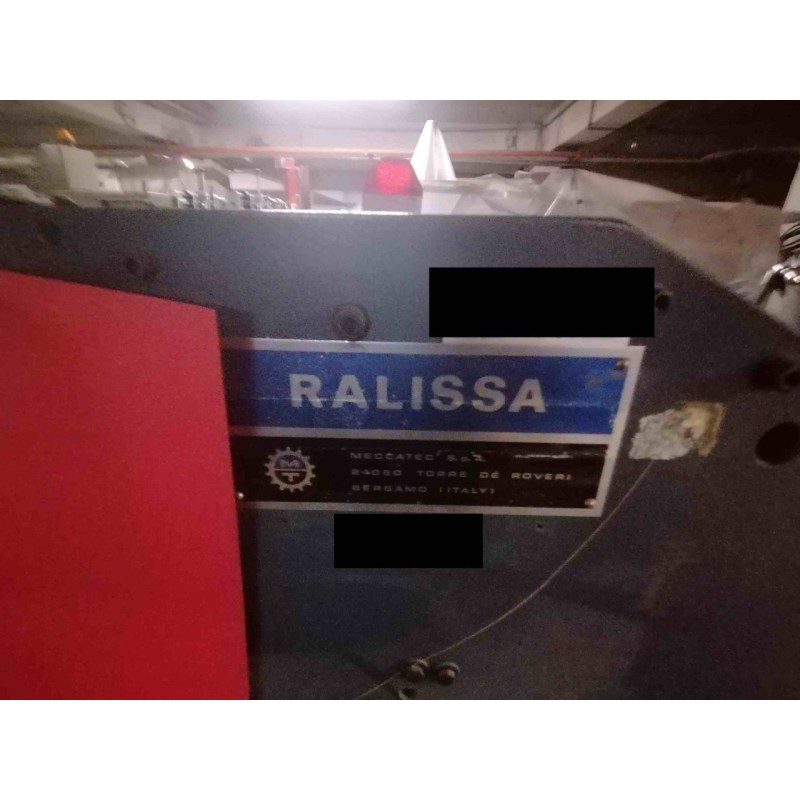 RALISSA
M
T
MECCATEC S.p.A.
24060 TORRE DE ROVERI
BERGAMO (ITALY)